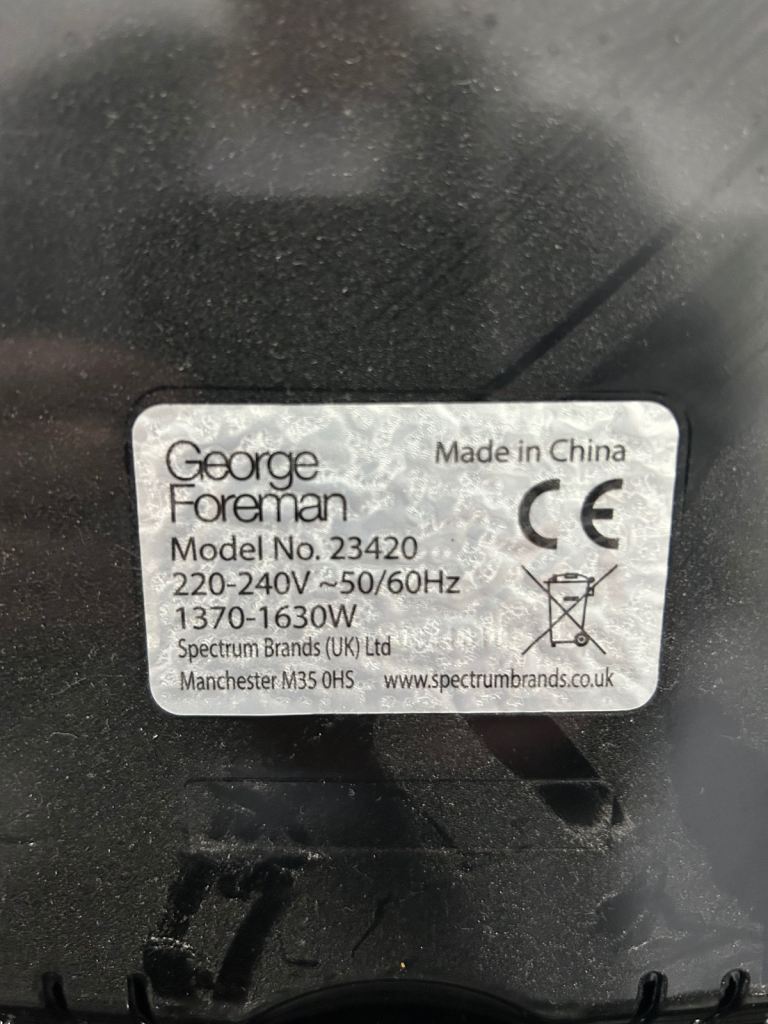 George
Foreman
Made in China
CE
Model No. 23420
220-240V ~50/60Hz
1370-1630W
Spectrum Brands (UK) Ltd
Manchester M35 0HS www.spectrumbrands.co.uk